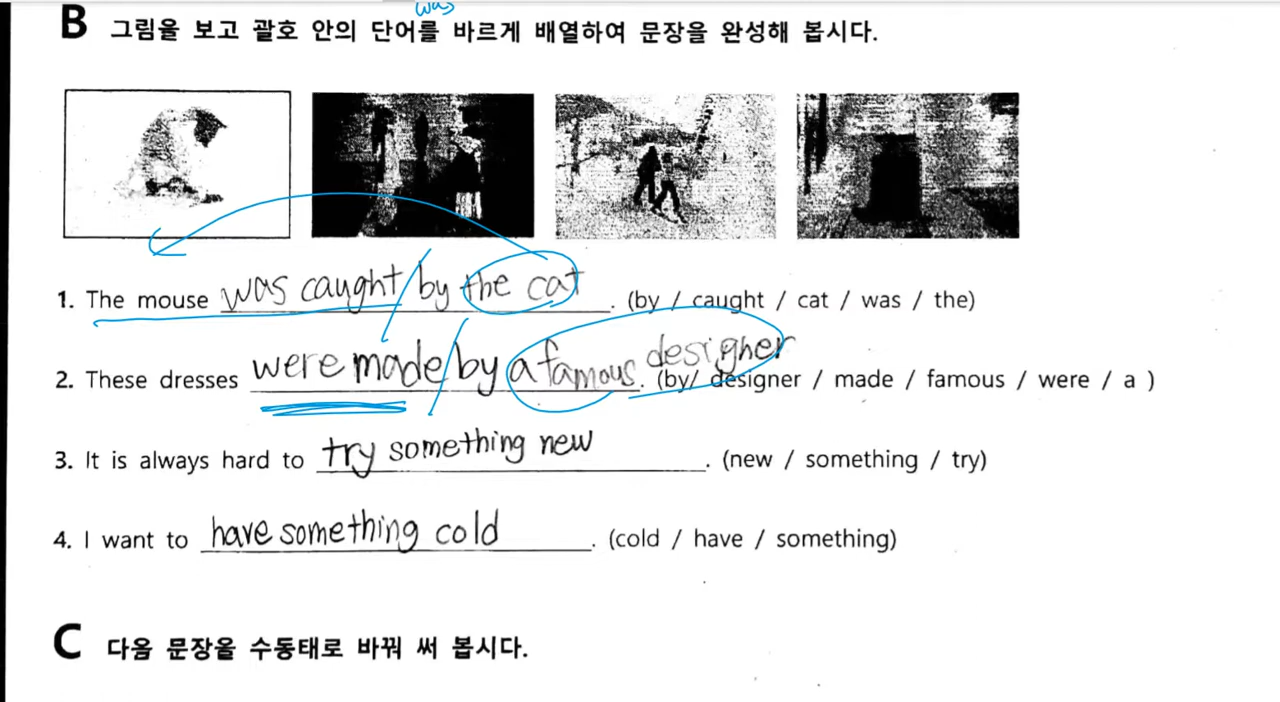 was
B 그림을 보고 괄호 안의 단어를 바르게 배열하여 문장을 완성해 봅시다.
1. The mouse was caught / by the cat. (by / caught / cat / was / the)
2. These dresses were made / by a famous designer. (by / designer / made / famous / were / a )
3. It is always hard to try something new. (new / something / try)
4. I want to have something cold. (cold / have / something)
C 다음 문장을 수동태로 바꿔 써 봅시다.